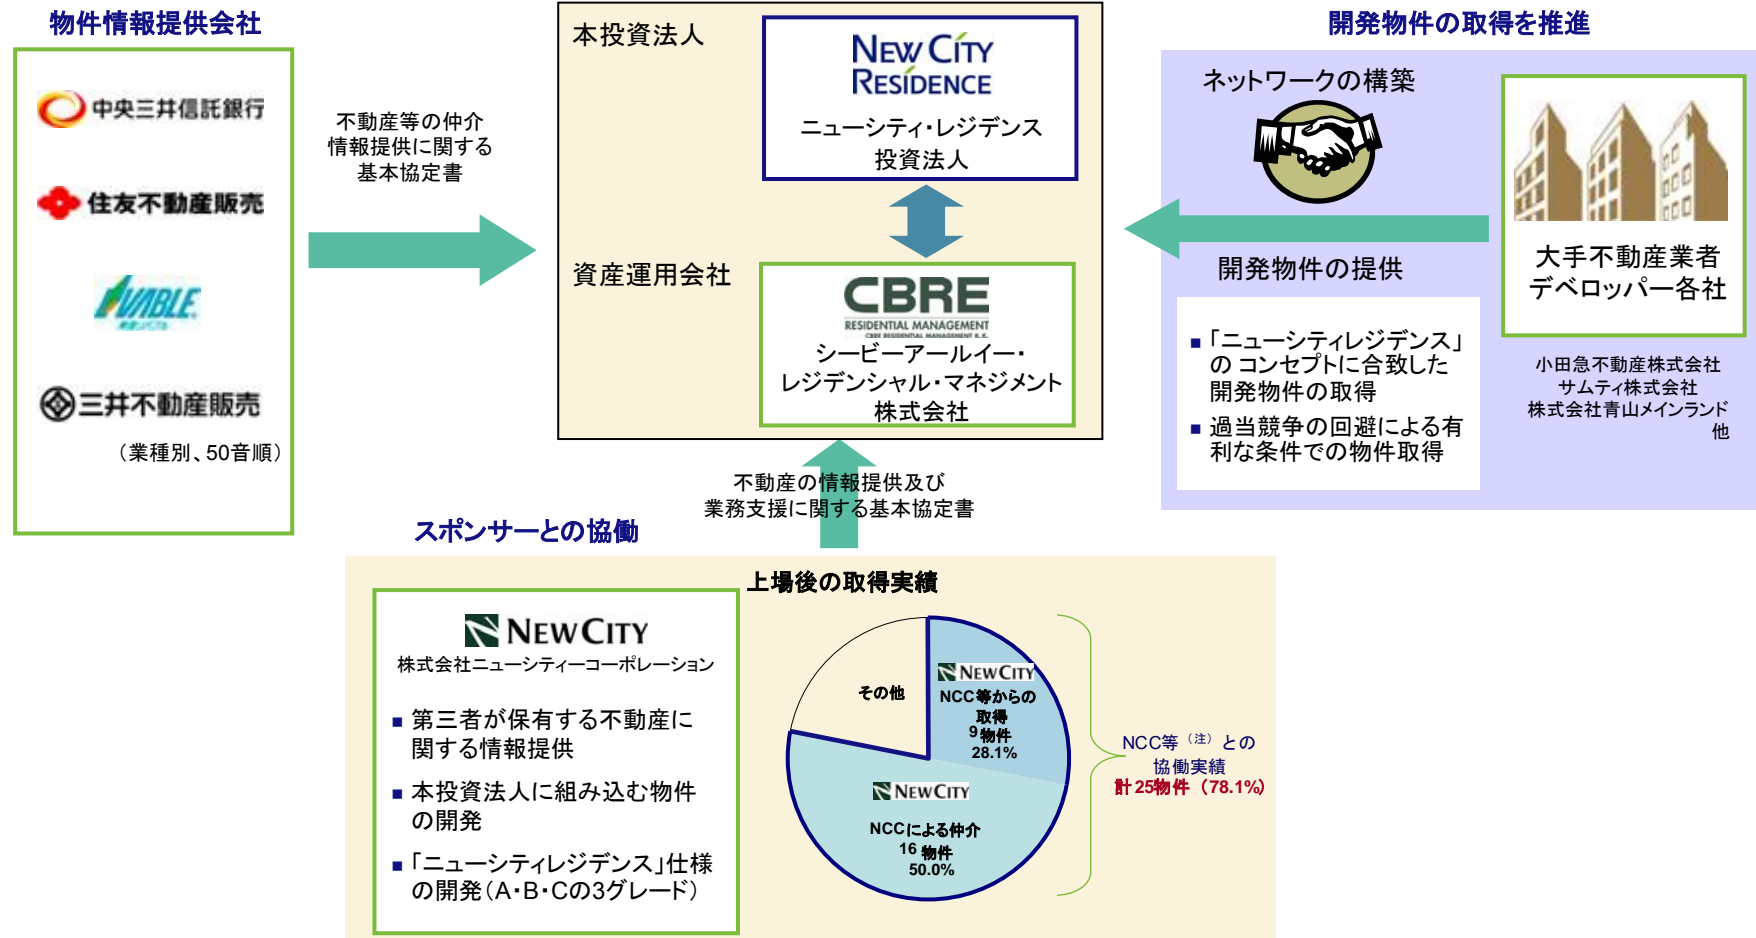 物件情報提供会社
中央三井信託銀行
住友不動産販売
三井不動産販売
（業種別、50音順）
不動産等の仲介
情報提供に関する
基本協定書
本投資法人
NEW CITY
RESIDENCE
ニューシティ・レジデンス
投資法人
資産運用会社
CBRE
RESIDENTIAL MANAGEMENT
CBRE RESIDENTIAL MANAGEMENT K.K.
シービーアールイー・
レジデンシャル・マネジメント
株式会社
開発物件の取得を推進
ネットワークの構築
開発物件の提供
■「ニューシティレジデンス」
の コンセプトに合致した
開発物件の取得
■ 過当競争の回避による有
利な条件での物件取得
大手不動産業者
デベロッパー各社
小田急不動産株式会社
サムティ株式会社
株式会社青山メインランド
他
不動産の情報提供及び
業務支援に関する基本協定書
スポンサーとの協働
NEW CITY
株式会社ニューシティーコーポレーション
■ 第三者が保有する不動産に
関する情報提供
■ 本投資法人に組み込む物件
の開発
■「ニューシティレジデンス」仕様
の開発（A・B・Cの3グレード）
上場後の取得実績
その他
NEW CITY
NCC等からの
取得
9物件
28.1%
NEW CITY
NCCによる仲介
16 物件
50.0%
NCC等（注）との
協働実績
計25物件（78.1%）